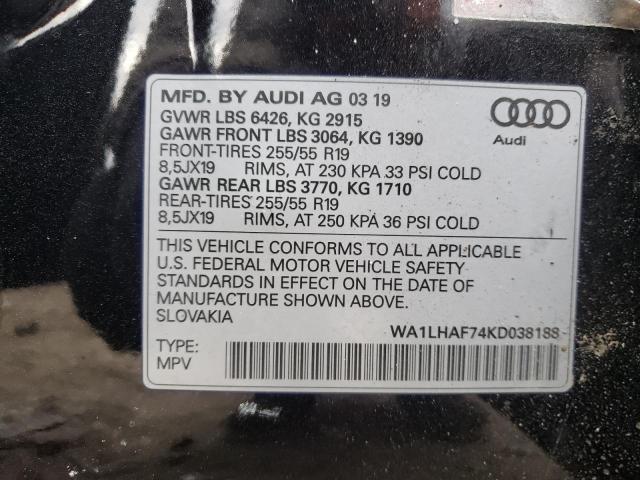 MFD. BY AUDI AG 03 19
GVWR LBS 6426, KG 2915
GAWR FRONT LBS 3064, KG 1390
FRONT-TIRES 255/55 R19
8,5JX19 RIMS, AT 230 KPA 33 PSI COLD
GAWR REAR LBS 3770, KG 1710
REAR-TIRES 255/55 R19
8,5JX19 RIMS, AT 250 KPA 36 PSI COLD
Audi
THIS VEHICLE CONFORMS TO ALL APPLICABLE
U.S. FEDERAL MOTOR VEHICLE SAFETY
STANDARDS IN EFFECT ON THE DATE OF
MANUFACTURE SHOWN ABOVE.
SLOVAKIA
WA1LHAF74KD038188
TYPE:
MPV